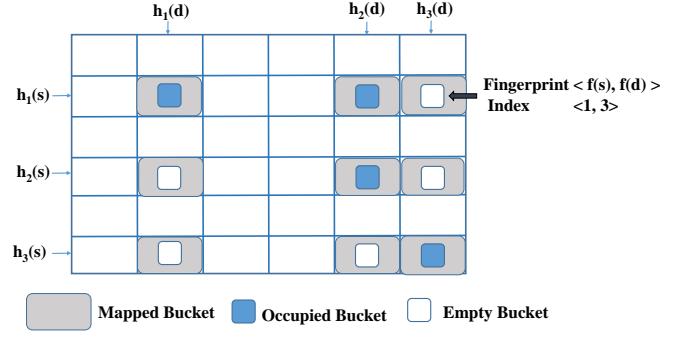 h₁(d) h₂(d) h₃(d)
h₁(s)
Fingerprint < f(s), f(d) >
Index <1, 3>
h₂(s)
h₃(s)
Mapped Bucket Occupied Bucket Empty Bucket